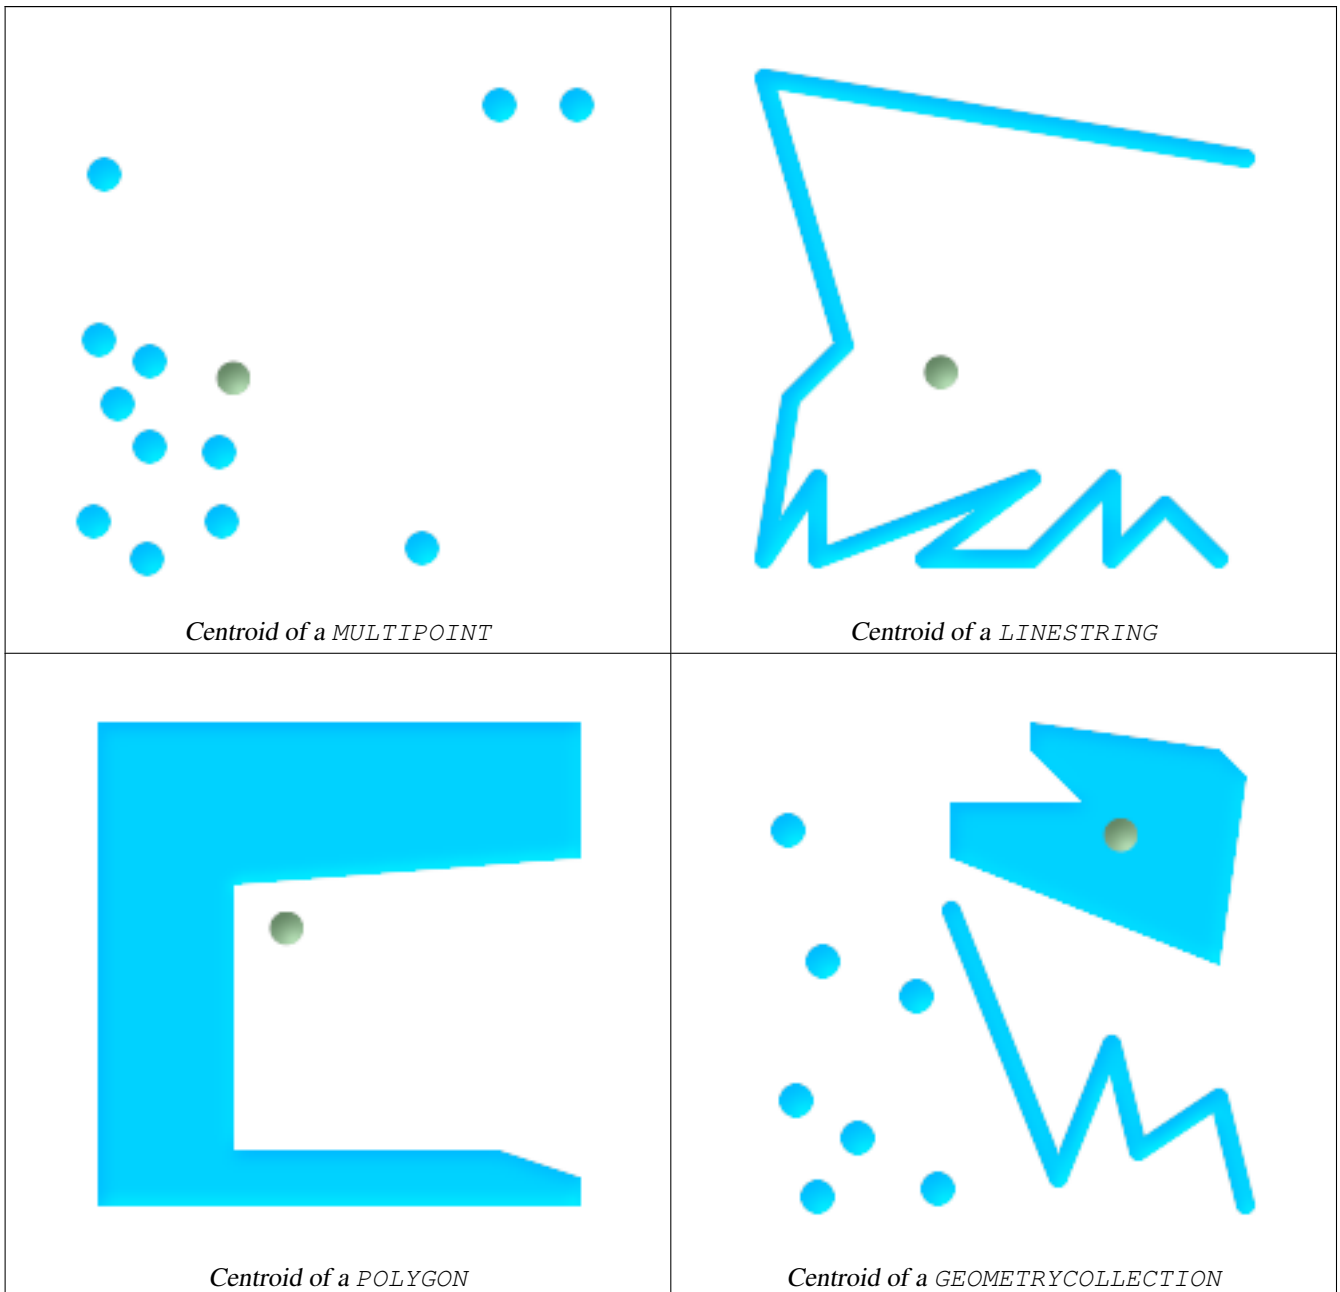 Centroid of a MULTIPOINT
Centroid of a LINESTRING
Centroid of a POLYGON
Centroid of a GEOMETRYCOLLECTION